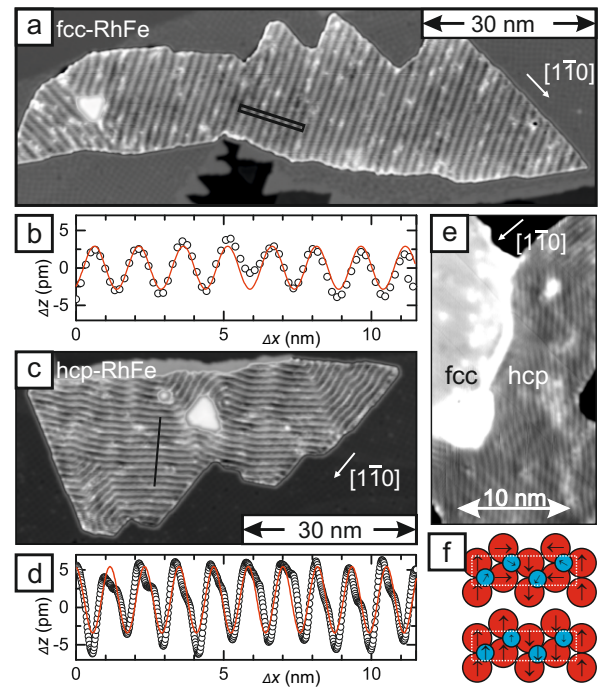 a fcc-RhFe
30 nm
[11̅0]
b
5
0
-5
Δz (pm)
0 5 10
Δx (nm)
c hcp-RhFe
[11̅0]
30 nm
d
5
0
-5
Δz (pm)
0 5 10
Δx (nm)
e
[11̅0]
fcc hcp
10 nm
f